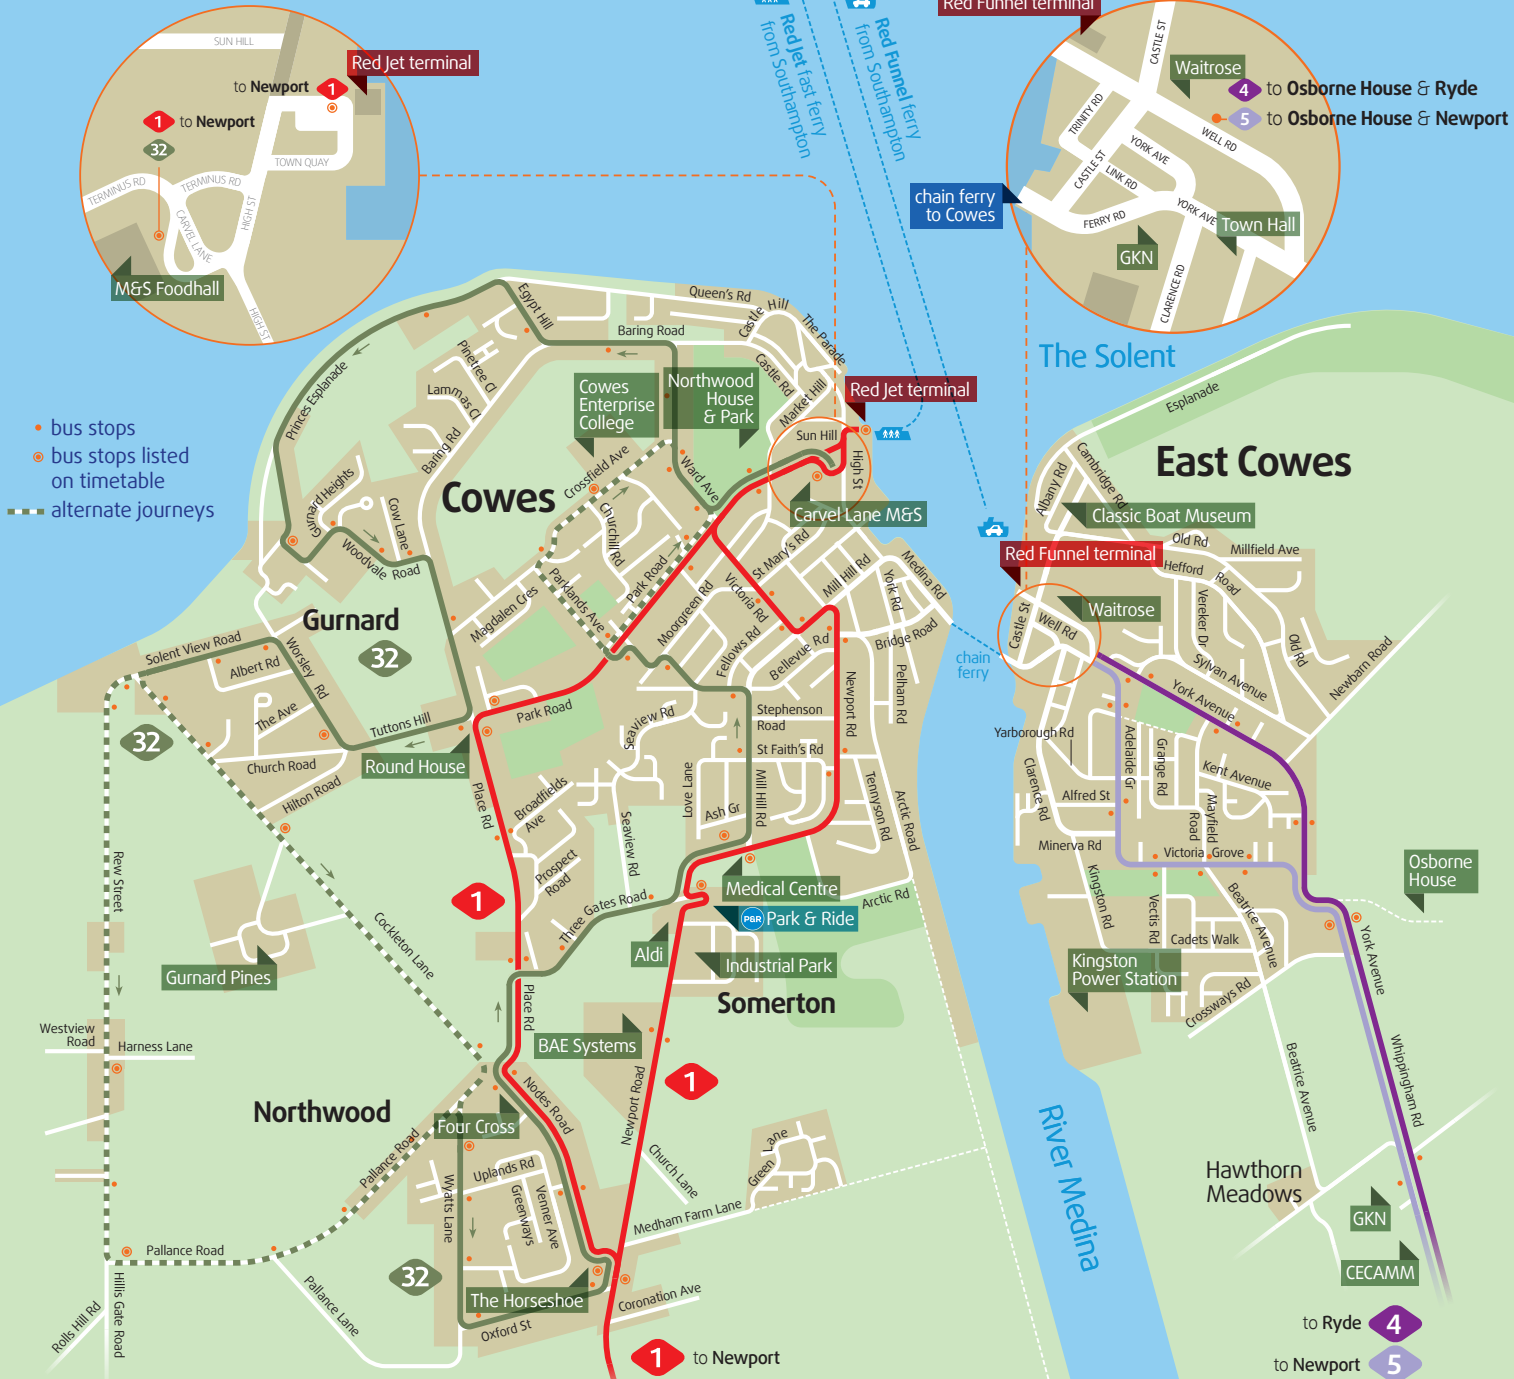 SUN HILL
Red Jet terminal
to Newport 1
1 to Newport
32
TERMINUS RD
TERMINUS RD
TOWN QUAY
CARVEL LANE
HIGH ST
M&S Foodhall
HIGH ST
Red Jet fast ferry
from Southampton
Red Funnel ferry
from Southampton
Red Funnel terminal
CASTLE ST
Waitrose
4 to Osborne House & Ryde
5 to Osborne House & Newport
TRINITY RD
WELL RD
YORK AVE
CASTLE ST
LINK RD
chain ferry
to Cowes
FERRY RD
YORK AVE
Town Hall
GKN
CLARENCE RD
The Solent
bus stops
bus stops listed
on timetable
alternate journeys
Queen's Rd
Castle Hill
The Parade
Egypt Hill
Baring Road
Princes Esplanade
Pinetree Cl
Lammas Cl
Castle Rd
Market Hill
Cowes
Enterprise
College
Northwood
House
& Park
Red Jet terminal
Sun Hill
High St
Baring Rd
Crossfield Ave
Ward Ave
Cowes
Carvel Lane M&S
Gurnard Heights
Cow Lane
Woodvale Road
Churchill Rd
St Mary's Rd
Mill Hill Rd
Medina Rd
York Rd
Magdalen Cres
Parklands Ave
Park Road
Moorgreen Rd
Victoria Rd
Bridge Road
Gurnard
32
Fellows Rd
Bellevue Rd
Newport Rd
Pelham Rd
Solent View Road
Albert Rd
Worsley Rd
The Ave
32
Tuttons Hill
Church Road
Hilton Road
Round House
Park Road
Seaview Rd
Stephenson
Road
St Faith's Rd
Place Rd
Broadfields
Ave
Love Lane
Mill Hill Rd
Ash Gr
Tennyson Rd
Arctic Road
Seaview Rd
Prospect
Road
Rew Street
1
Three Gates Road
Medical Centre
Arctic Rd
P&R Park & Ride
Aldi
Industrial Park
Somerton
Cockleton Lane
Gurnard Pines
Place Rd
BAE Systems
Westview
Road
Harness Lane
1
Northwood
Nodes Road
Newport Road
Four Cross
Pallance Road
Uplands Rd
Wyatts Lane
Greenways
Venner Ave
Church Lane
Green Lane
Medham Farm Lane
Pallance Road
Hillis Gate Road
Rolls Hill Rd
Pallance Lane
32
The Horseshoe
Oxford St
Coronation Ave
1 to Newport
chain
ferry
River Medina
Esplanade
East Cowes
Albany Rd
Cambridge Rd
Classic Boat Museum
Red Funnel terminal
Old Rd
Millfield Ave
Hefford Road
Waitrose
Castle St
Well Rd
Vereker Dr
Old Rd
Newbarn Road
Sylvan Avenue
York Avenue
Yarborough Rd
Adelaide Gr
Grange Rd
Kent Avenue
Clarence Rd
Alfred St
Mayfield
Road
Minerva Rd
Victoria Grove
Osborne
House
Kingston Rd
Vectis Rd
Beatrice Avenue
Cadets Walk
York Avenue
Kingston
Power Station
Crossways Rd
Beatrice Avenue
Whippingham Rd
Hawthorn
Meadows
GKN
CECAMM
to Ryde 4
to Newport 5